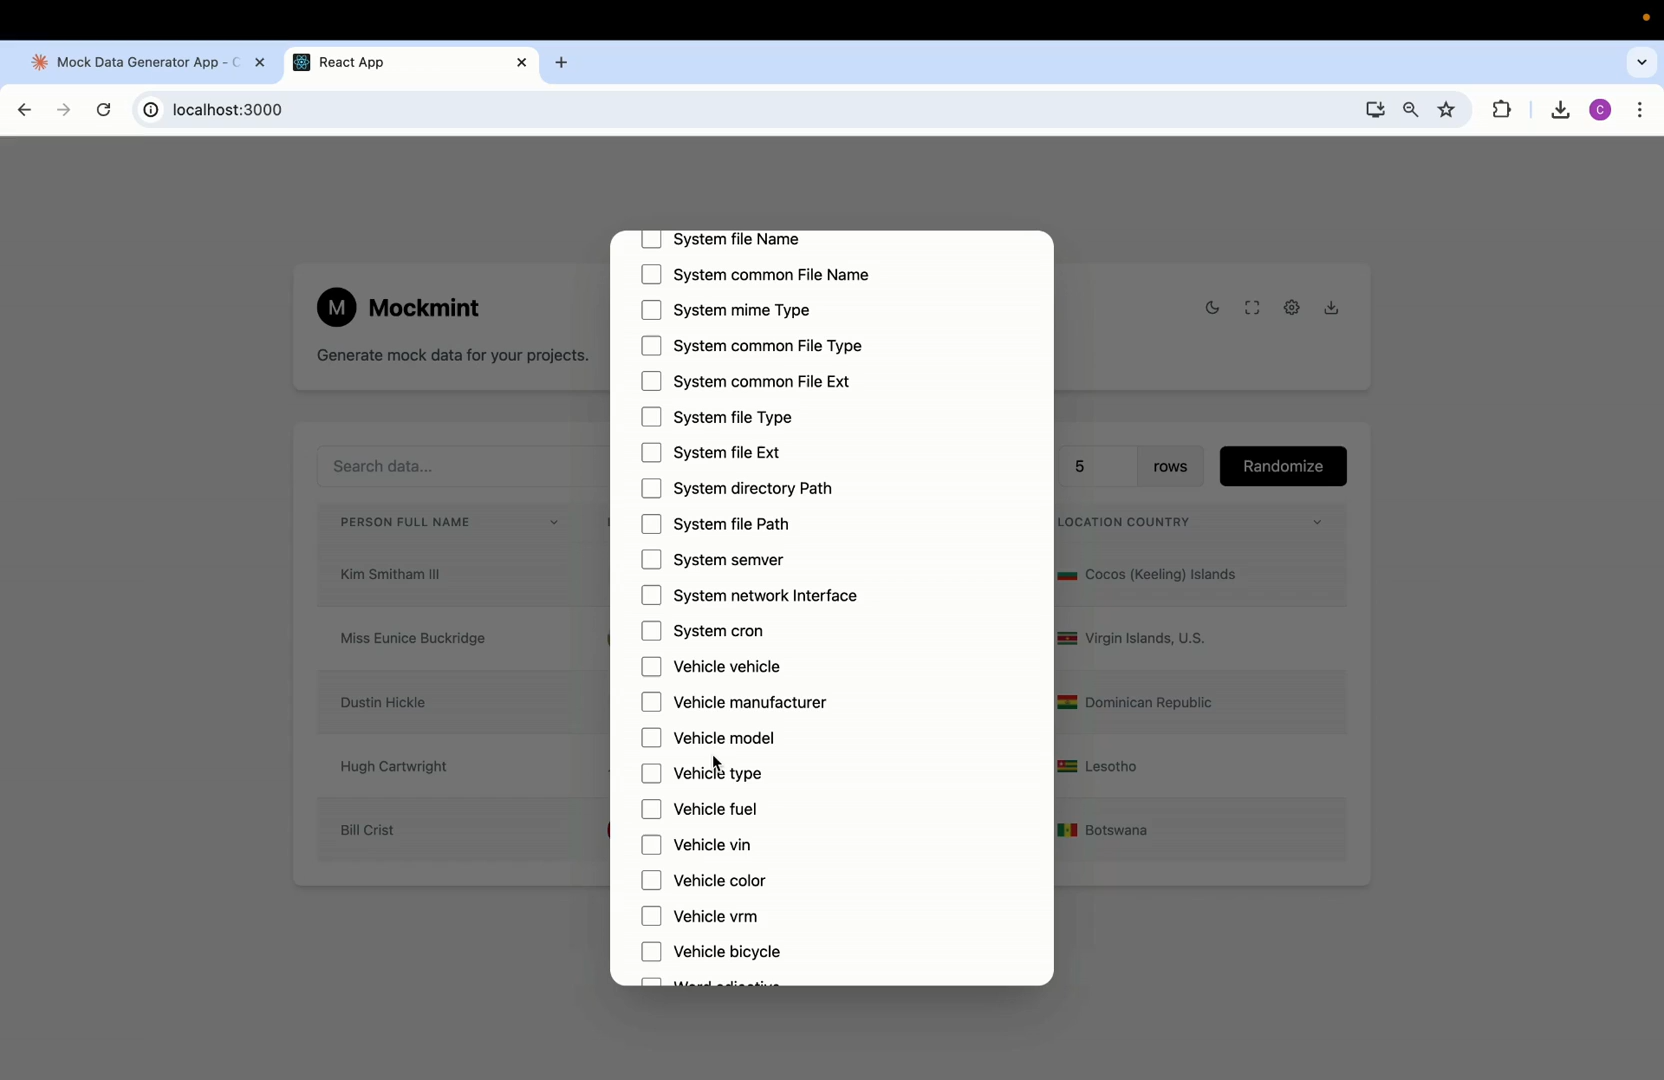 Mock Data Generator App - C
React App
localhost:3000
C
M
Mockmint
Generate mock data for your projects.
Search data...
5
rows
Randomize
PERSON FULL NAME
LOCATION COUNTRY
Kim Smitham III
Cocos (Keeling) Islands
Miss Eunice Buckridge
Virgin Islands, U.S.
Dustin Hickle
Dominican Republic
Hugh Cartwright
Lesotho
Bill Crist
Botswana
System file Name
System common File Name
System mime Type
System common File Type
System common File Ext
System file Type
System file Ext
System directory Path
System file Path
System semver
System network Interface
System cron
Vehicle vehicle
Vehicle manufacturer
Vehicle model
Vehicle type
Vehicle fuel
Vehicle vin
Vehicle color
Vehicle vrm
Vehicle bicycle
Word adjective